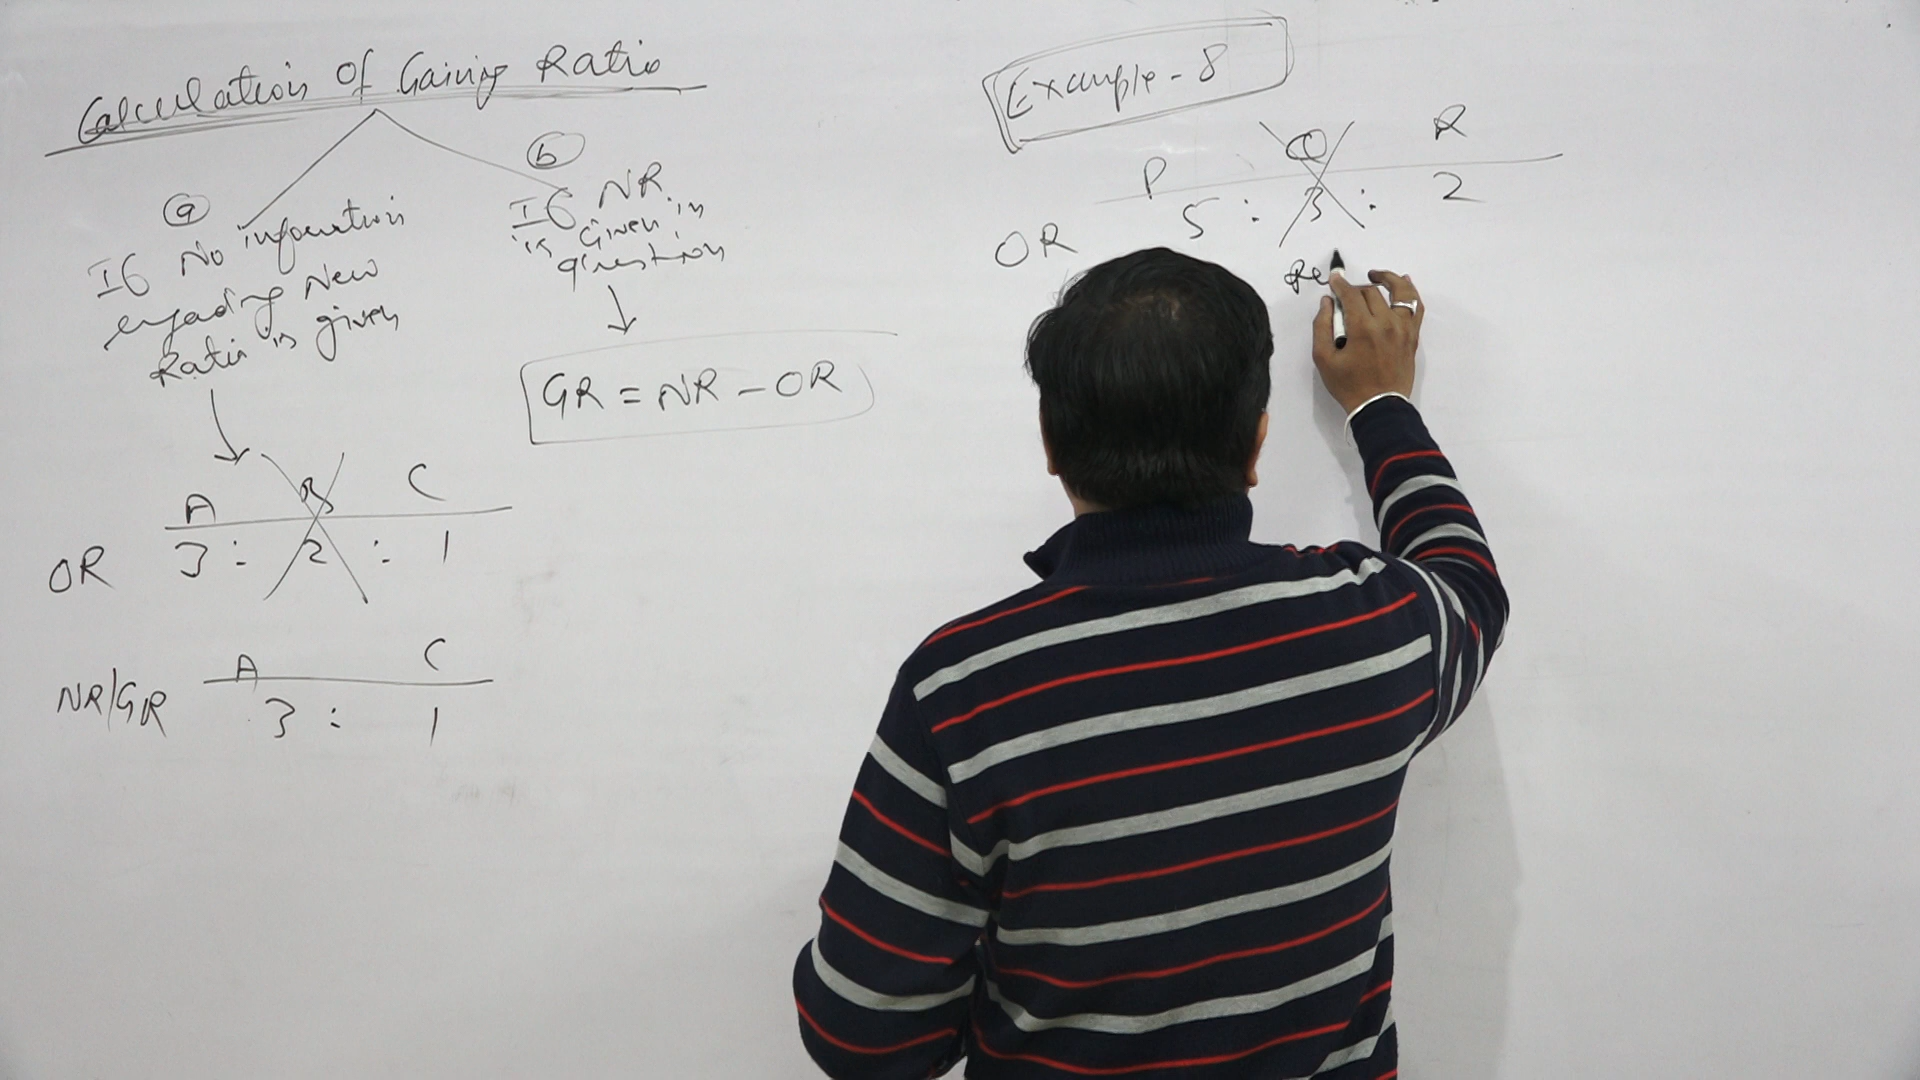 Calculation Of Gaining Ratio
a
If No information
regarding New
Ratio is given
A B C
OR 3 : 2 : 1
A C
NR/GR 3 : 1
b
If NR
is Given in
question
GR = NR - OR
Example - 8
P Q R
OR 5 : 3 : 2
Re